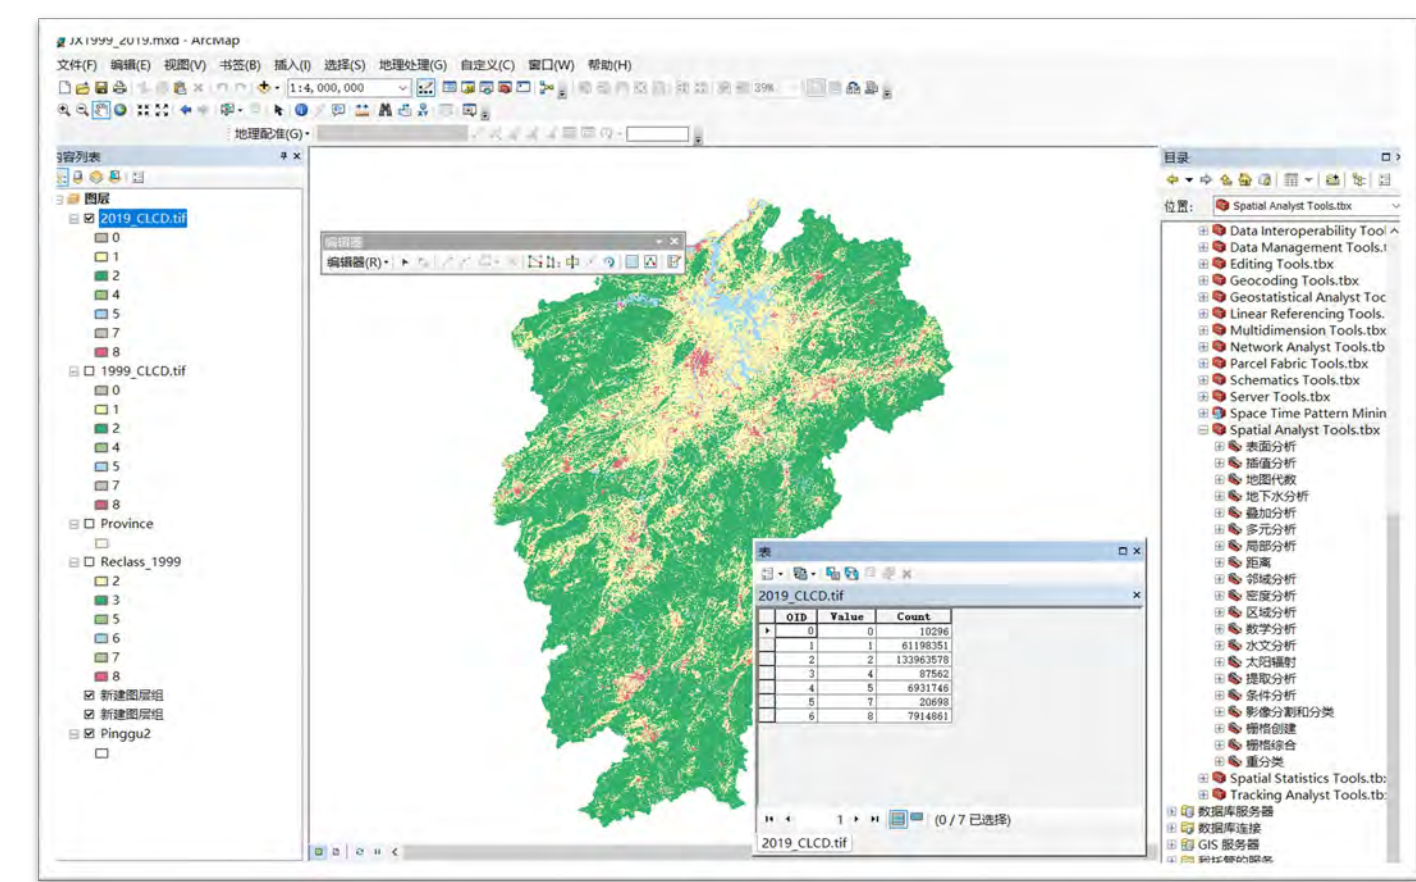 JX1999_2019.mxd - ArcMap
文件(F) 编辑(E) 视图(V) 书签(B) 插入(I) 选择(S) 地理处理(G) 自定义(C) 窗口(W) 帮助(H)
1:4,000,000
39%
地理配准(G)
内容列表
图层
2019_CLCD.tif
0
1
2
4
5
7
8
1999_CLCD.tif
0
1
2
4
5
7
8
Province
Reclass_1999
2
3
5
6
7
8
新建图层组
新建图层组
Pinggu2
编辑器
编辑器(R)
表
2019_CLCD.tif
OID Value Count
0 0 10296
1 1 61198351
2 2 133963578
3 4 87562
4 5 6931746
5 7 20698
6 8 7914861
1
(0 / 7 已选择)
2019_CLCD.tif
目录
位置: Spatial Analyst Tools.tbx
Data Interoperability Tool
Data Management Tools.t
Editing Tools.tbx
Geocoding Tools.tbx
Geostatistical Analyst Toc
Linear Referencing Tools.
Multidimension Tools.tbx
Network Analyst Tools.tb
Parcel Fabric Tools.tbx
Schematics Tools.tbx
Server Tools.tbx
Space Time Pattern Minin
Spatial Analyst Tools.tbx
表面分析
插值分析
地图代数
地下水分析
叠加分析
多元分析
局部分析
距离
邻域分析
密度分析
区域分析
数学分析
水文分析
太阳辐射
提取分析
条件分析
影像分割和分类
栅格创建
栅格综合
重分类
Spatial Statistics Tools.tb
Tracking Analyst Tools.tb
数据库服务器
数据库连接
GIS 服务器
我托管的服务